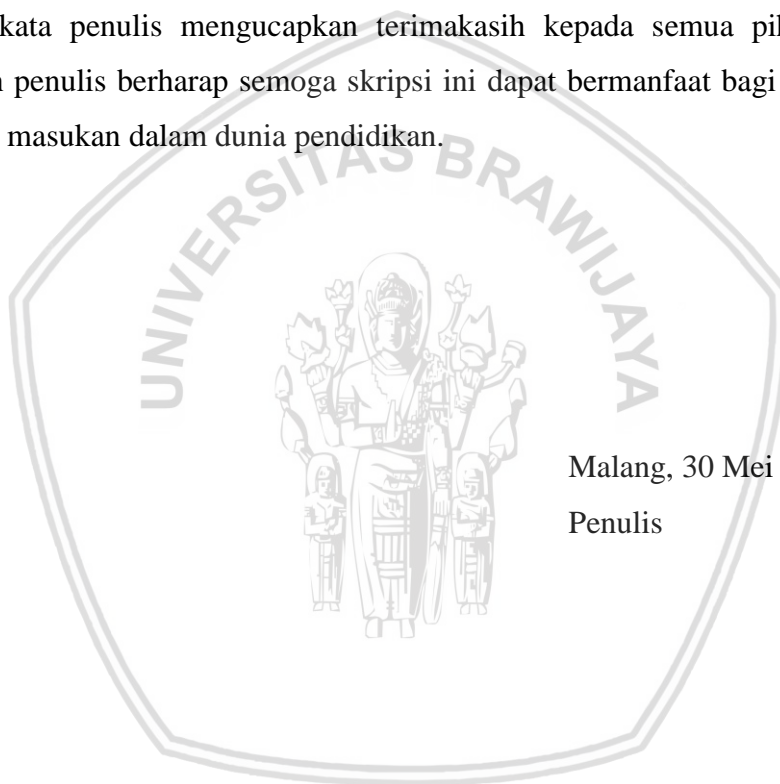 kata penulis mengucapkan terimakasih kepada semua
penulis berharap semoga skripsi ini dapat bermanfaat bagi
masukan dalam dunia pendidikan.
UNIVERSITAS BRAWIJAYA
Malang, 30 Mei
Penulis